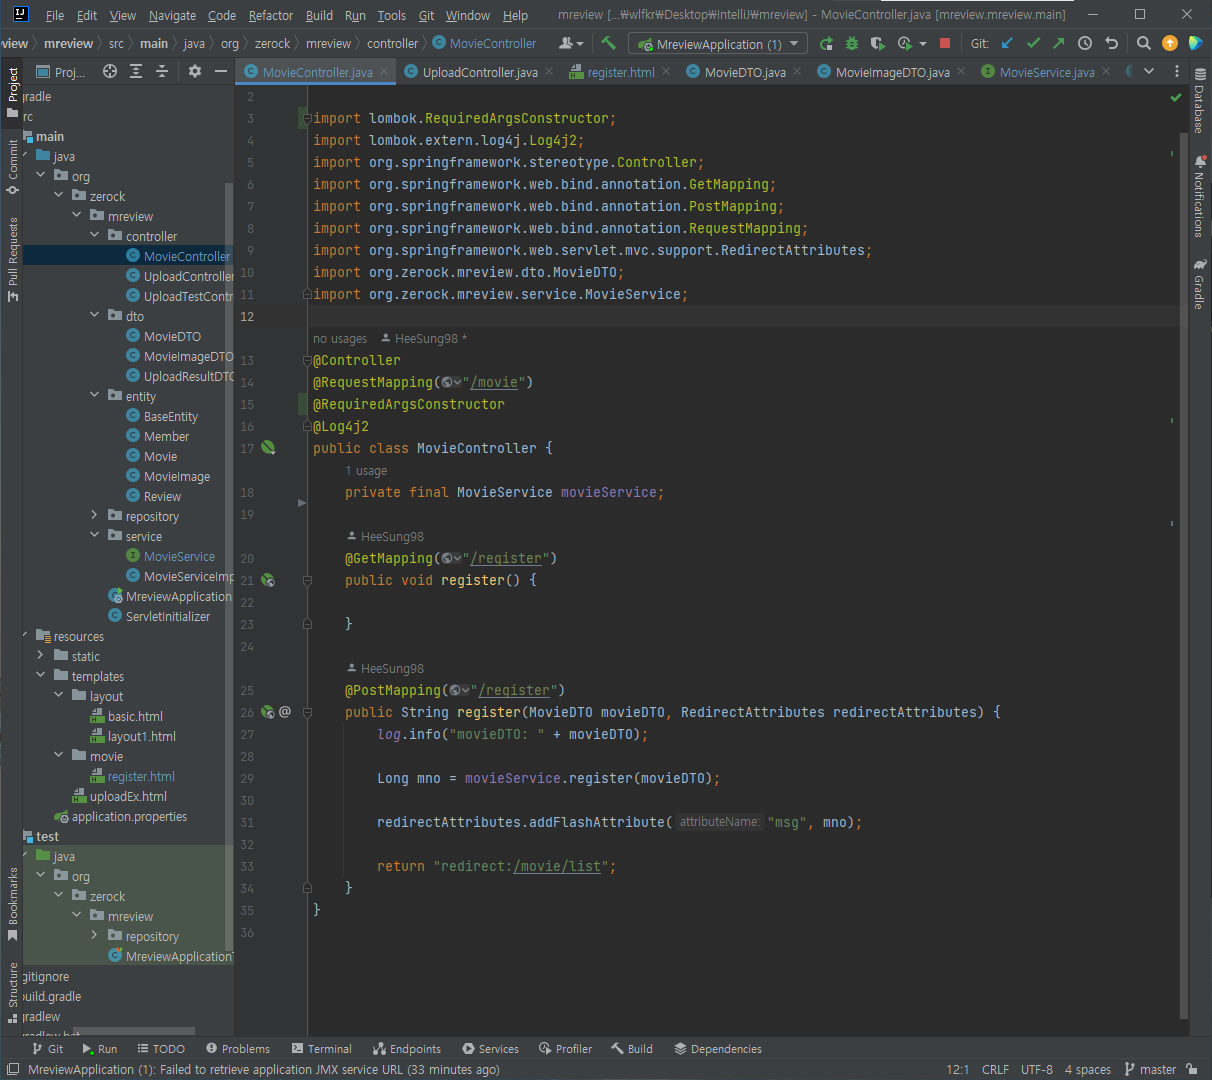 File Edit View Navigate Code Refactor Build Run Tools Git Window Help mreview [...₩wlfkr₩Desktop₩IntelliJ₩mreview] - MovieController.java [mreview.mreview.main]
view mreview src main java org zerock mreview controller MovieController MreviewApplication (1) Git:
Proj... MovieController.java UploadController.java register.html MovieDTO.java MovieImageDTO.java MovieService.java
Project
Commit
Pull Requests
Bookmarks
Structure
gradle
rc
main
java
org
zerock
mreview
controller
MovieController
UploadController
UploadTestContr
dto
MovieDTO
MovieImageDTO
UploadResultDTO
entity
BaseEntity
Member
Movie
MovieImage
Review
repository
service
MovieService
MovieServiceImp
MreviewApplication
ServletInitializer
resources
static
templates
layout
basic.html
layout1.html
movie
register.html
uploadEx.html
application.properties
test
java
org
zerock
mreview
repository
MreviewApplicationT
gitignore
build.gradle
gradlew
gradlew.bat
2
3 import lombok.RequiredArgsConstructor;
4 import lombok.extern.log4j.Log4j2;
5 import org.springframework.stereotype.Controller;
6 import org.springframework.web.bind.annotation.GetMapping;
7 import org.springframework.web.bind.annotation.PostMapping;
8 import org.springframework.web.bind.annotation.RequestMapping;
9 import org.springframework.web.servlet.mvc.support.RedirectAttributes;
10 import org.zerock.mreview.dto.MovieDTO;
11 import org.zerock.mreview.service.MovieService;
12
no usages HeeSung98 *
13 @Controller
14 @RequestMapping("/movie")
15 @RequiredArgsConstructor
16 @Log4j2
17 public class MovieController {
1 usage
18 private final MovieService movieService;
19
HeeSung98
20 @GetMapping("/register")
21 public void register() {
22
23 }
24
HeeSung98
25 @PostMapping("/register")
26 @ public String register(MovieDTO movieDTO, RedirectAttributes redirectAttributes) {
27 log.info("movieDTO: " + movieDTO);
28
29 Long mno = movieService.register(movieDTO);
30
31 redirectAttributes.addFlashAttribute( attributeName: "msg", mno);
32
33 return "redirect:/movie/list";
34 }
35 }
36
Database
Notifications
Gradle
Git Run TODO Problems Terminal Endpoints Services Profiler Build Dependencies
MreviewApplication (1): Failed to retrieve application JMX service URL (33 minutes ago) 12:1 CRLF UTF-8 4 spaces master